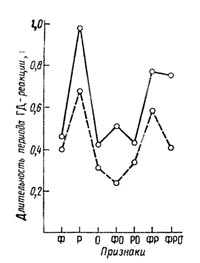 Длительность периода ГД-реакции,
1,0
0,8
0,6
0,4
0,2
Ф Р О ФО РО ФР ФРО
Признаки